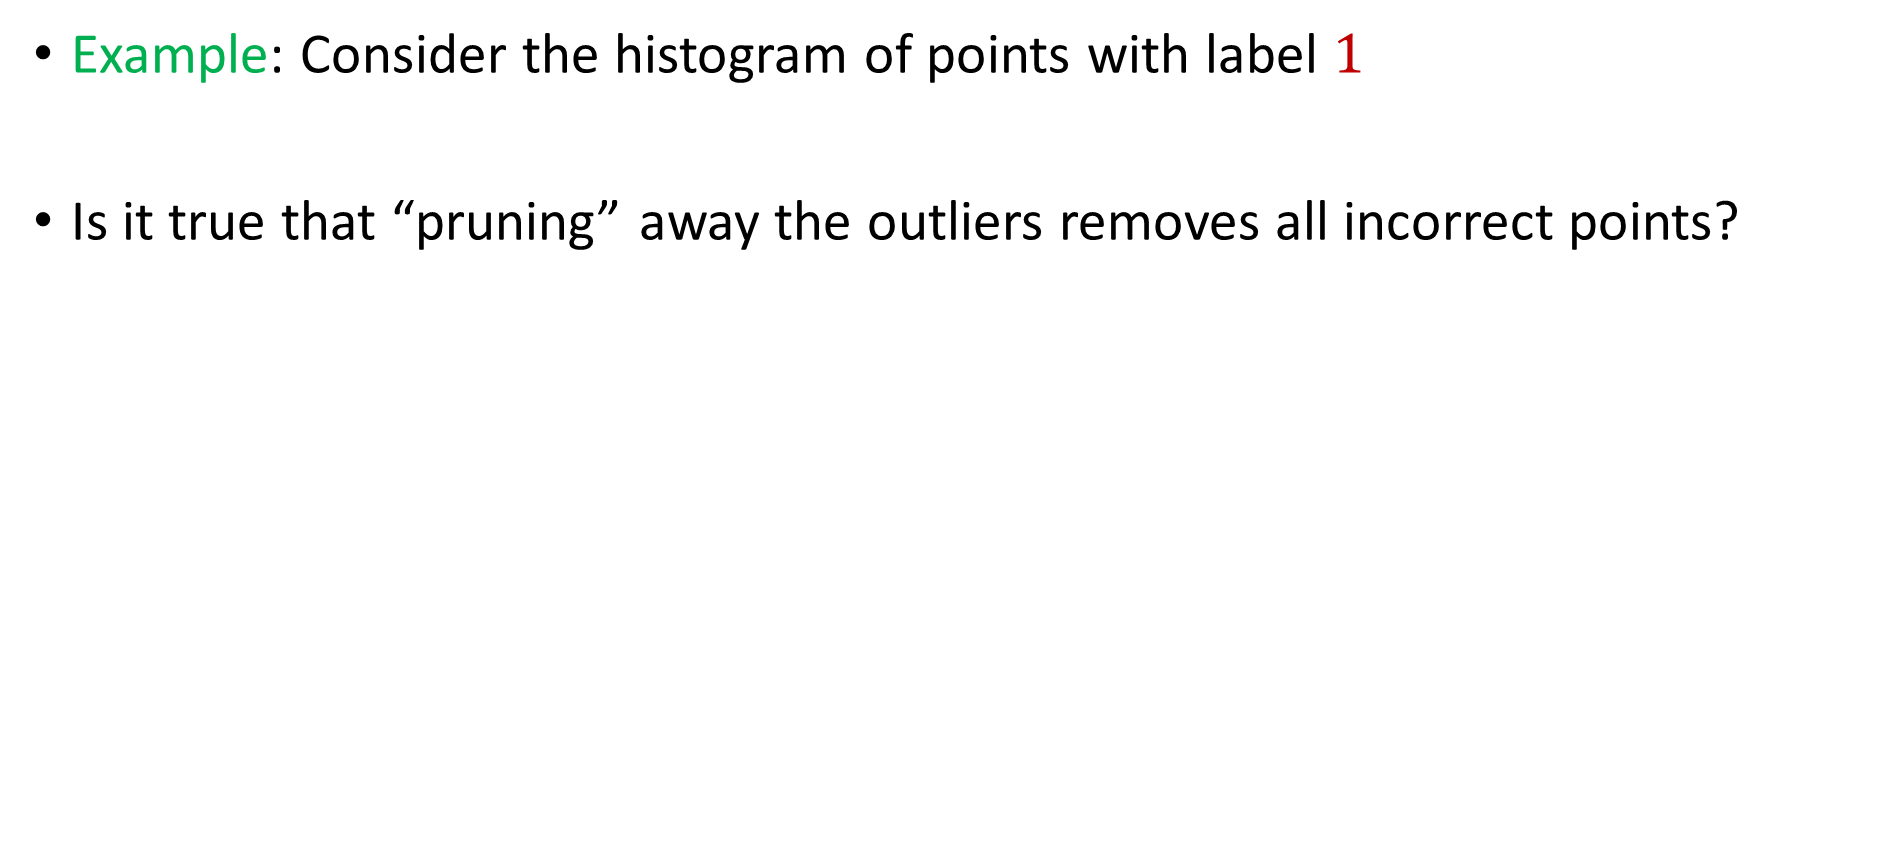 • Example: Consider the histogram of points with label 1
• Is it true that “pruning” away the outliers removes all incorrect points?